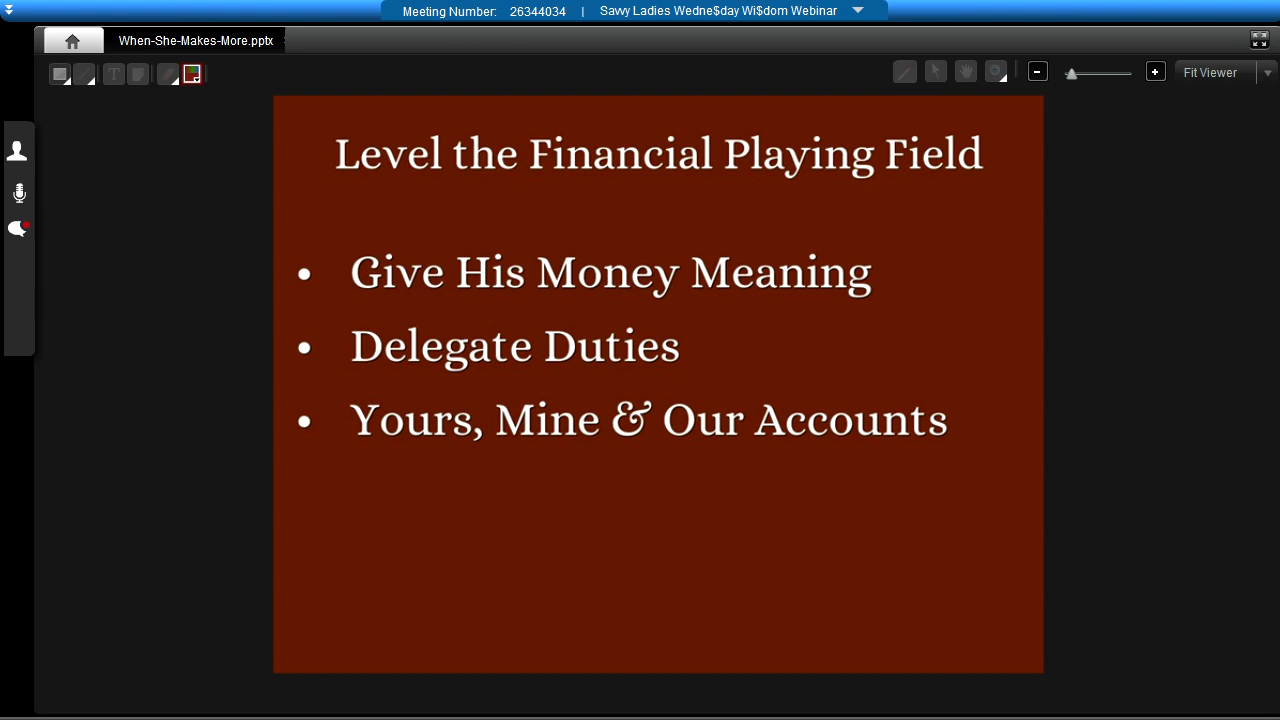 Meeting Number: 26344034 | Savvy Ladies Wedne$day Wi$dom Webinar
When-She-Makes-More.pptx
T
Fit Viewer
Level the Financial Playing Field
• Give His Money Meaning
• Delegate Duties
• Yours, Mine & Our Accounts